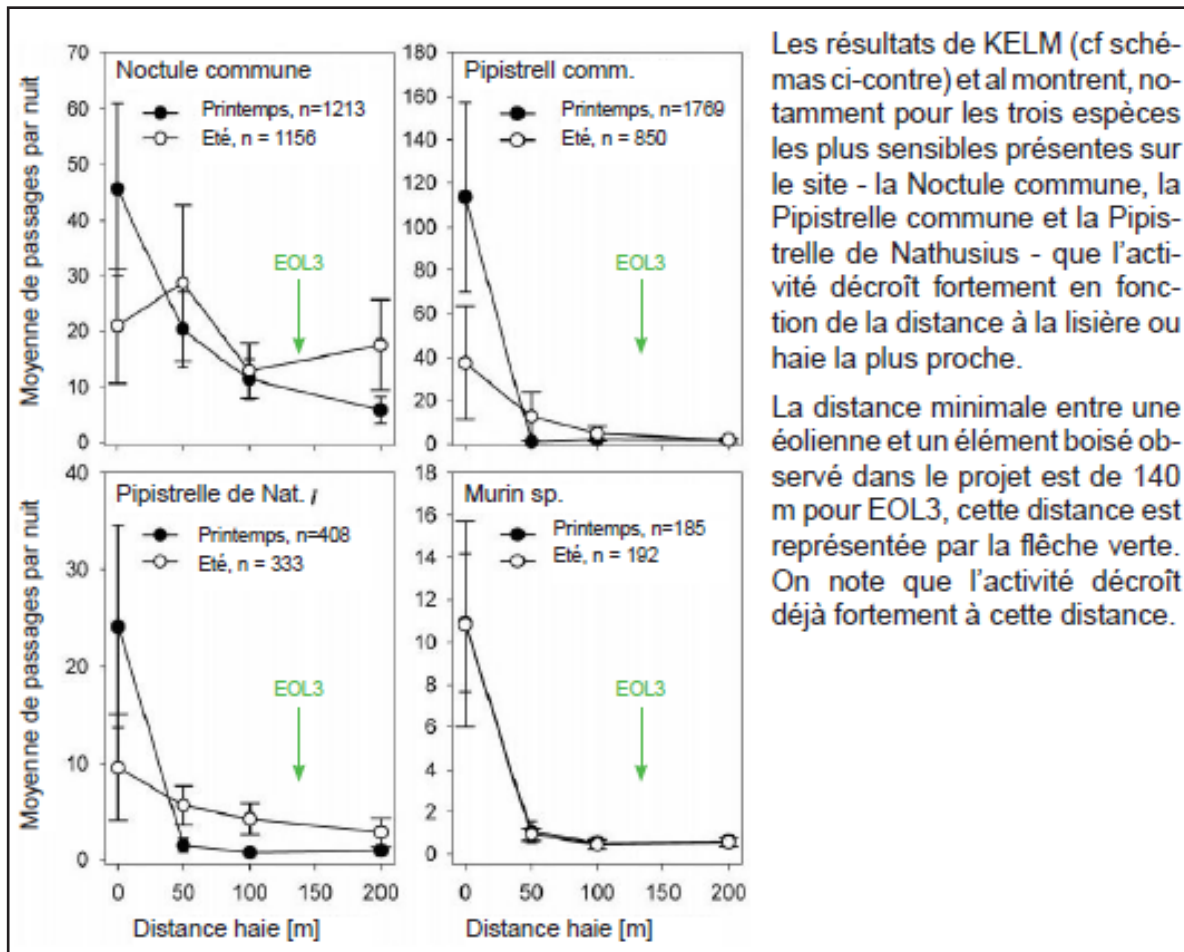 Noctule commune
Printemps, n=1213
Eté, n = 1156
EOL3
70
60
50
40
30
20
10
0
Moyenne de passages par nuit
Pipistrell comm.
Printemps, n=1769
Eté, n = 850
EOL3
180
160
140
120
100
80
60
40
20
0
Pipistrelle de Nat.
Printemps, n=408
Eté, n = 333
EOL3
40
30
20
10
0
Moyenne de passages par nuit
0 50 100 150 200
Distance haie [m]
Murin sp.
Printemps, n=185
Eté, n = 192
EOL3
18
16
14
12
10
8
6
4
2
0
0 50 100 150 200
Distance haie [m]
Les résultats de KELM (cf sché-
mas ci-contre) et al montrent, no-
tamment pour les trois espèces
les plus sensibles présentes sur
le site - la Noctule commune, la
Pipistrelle commune et la Pipis-
trelle de Nathusius - que l'acti-
vité décroît fortement en fonc-
tion de la distance à la lisière ou
haie la plus proche.
La distance minimale entre une
éolienne et un élément boisé ob-
servé dans le projet est de 140
m pour EOL3, cette distance est
représentée par la flêche verte.
On note que l'activité décroît
déjà fortement à cette distance.